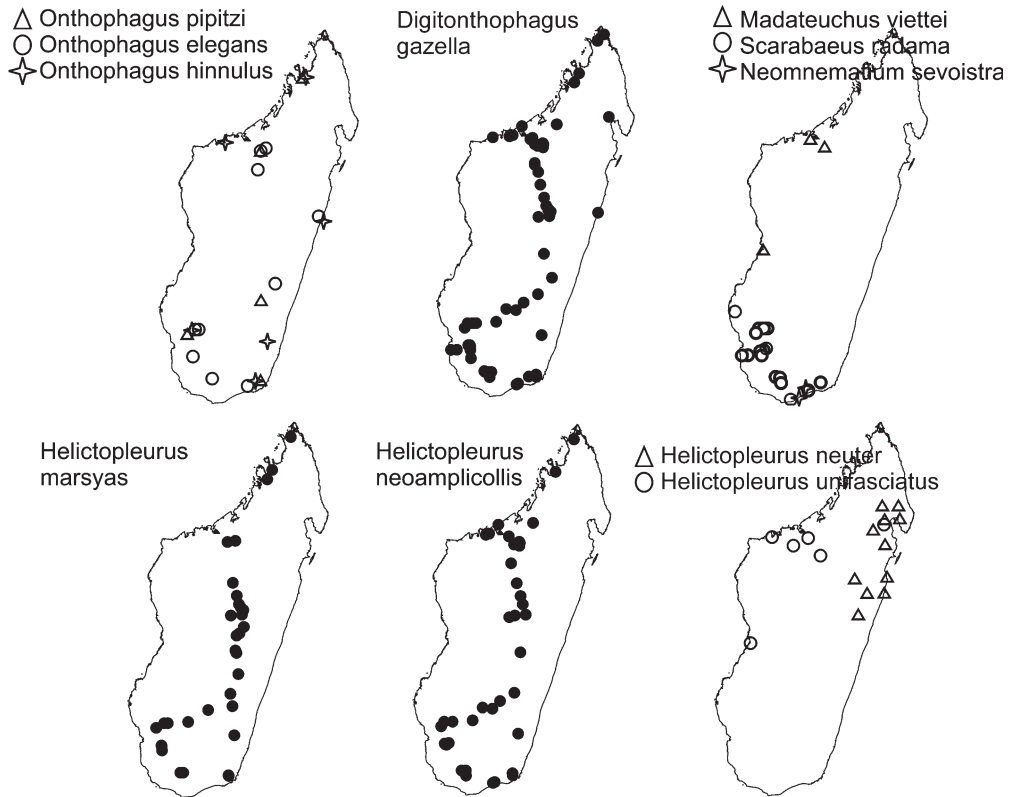 Onthophagus pipitzi
Onthophagus elegans
Onthophagus hinnulus
Digitonthophagus
gazella
Madateuchus viettei
Scarabaeus radama
Neomnematium sevoistra
Helictopleurus
marsyas
Helictopleurus
neoamplicollis
Helictopleurus neuter
Helictopleurus unifasciatus